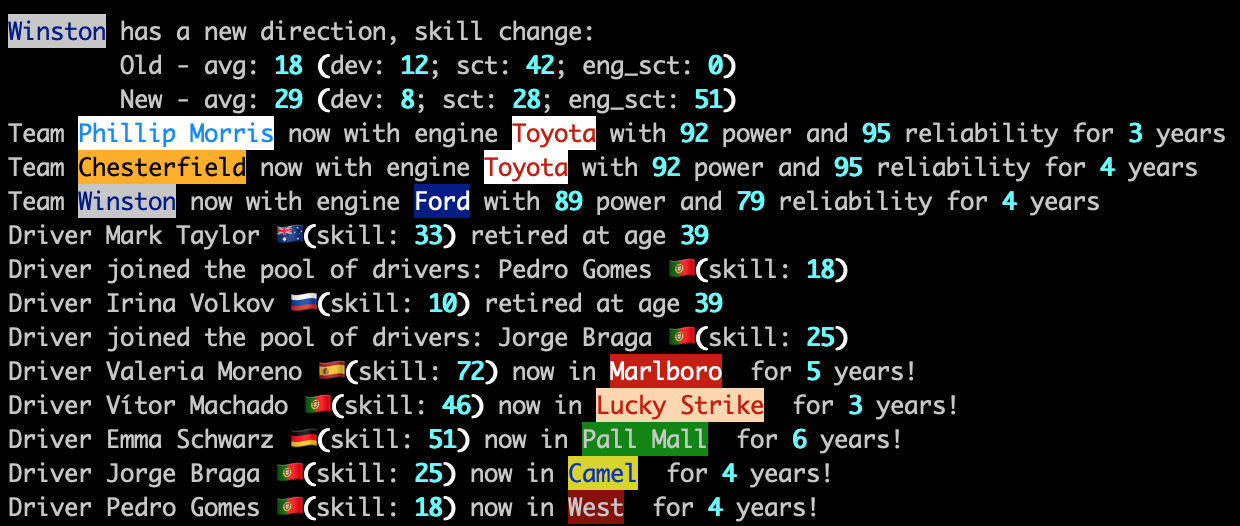 Winston has a new direction, skill change:
Old - avg: 18 (dev: 12; sct: 42; eng_sct: 0)
New - avg: 29 (dev: 8; sct: 28; eng_sct: 51)
Team Phillip Morris now with engine Toyota with 92 power and 95 reliability for 3 years
Team Chesterfield now with engine Toyota with 92 power and 95 reliability for 4 years
Team Winston now with engine Ford with 89 power and 79 reliability for 4 years
Driver Mark Taylor 🇦🇺(skill: 33) retired at age 39
Driver joined the pool of drivers: Pedro Gomes 🇵🇹(skill: 18)
Driver Irina Volkov 🇷🇺(skill: 10) retired at age 39
Driver joined the pool of drivers: Jorge Braga 🇵🇹(skill: 25)
Driver Valeria Moreno 🇪🇸(skill: 72) now in Marlboro  for 5 years!
Driver Vítor Machado 🇵🇹(skill: 46) now in Lucky Strike  for 3 years!
Driver Emma Schwarz 🇩🇪(skill: 51) now in Pall Mall  for 6 years!
Driver Jorge Braga 🇵🇹(skill: 25) now in Camel  for 4 years!
Driver Pedro Gomes 🇵🇹(skill: 18) now in West  for 4 years!